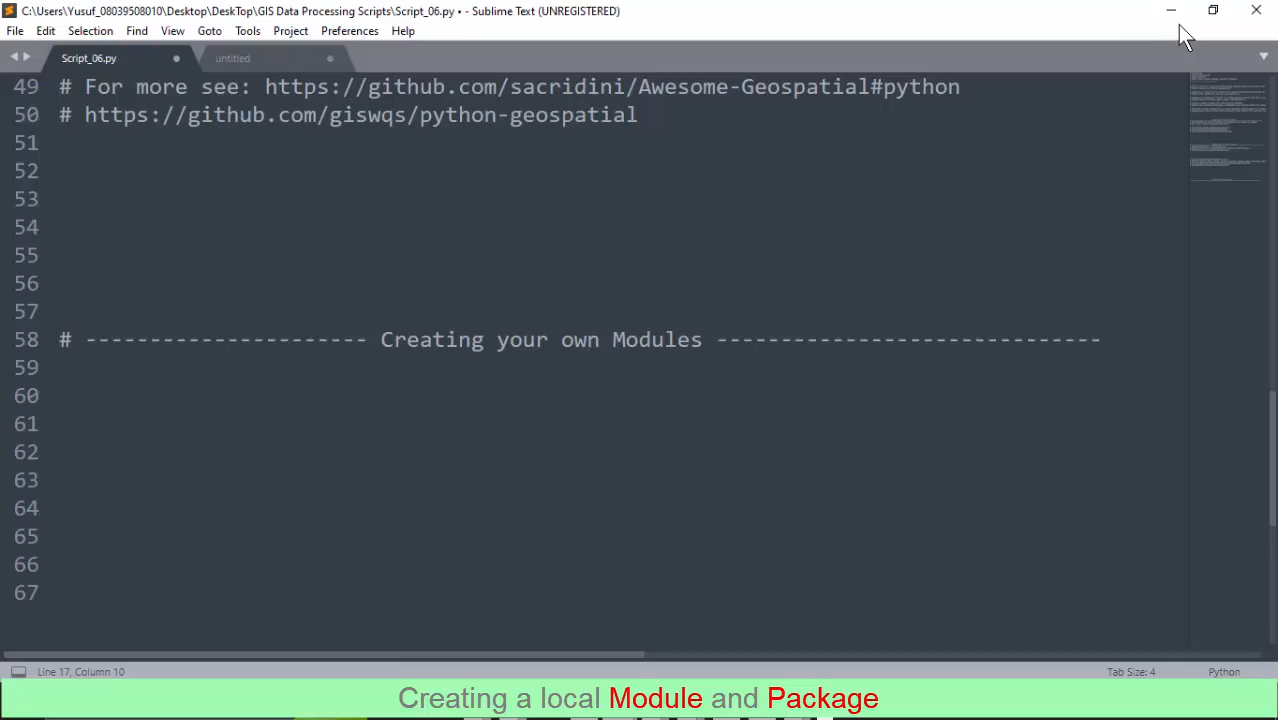 C:\Users\Yusuf_08039508010\Desktop\DeskTop\GIS Data Processing Scripts\Script_06.py • - Sublime Text (UNREGISTERED)
File Edit Selection Find View Goto Tools Project Preferences Help
Script_06.py untitled
49 # For more see: https://github.com/sacridini/Awesome-Geospatial#python
50 # https://github.com/giswqs/python-geospatial
51
52
53
54
55
56
57
58 # ---------------------- Creating your own Modules ------------------------------
59
60
61
62
63
64
65
66
67
Line 17, Column 10 Tab Size: 4 Python
Creating a local Module and Package